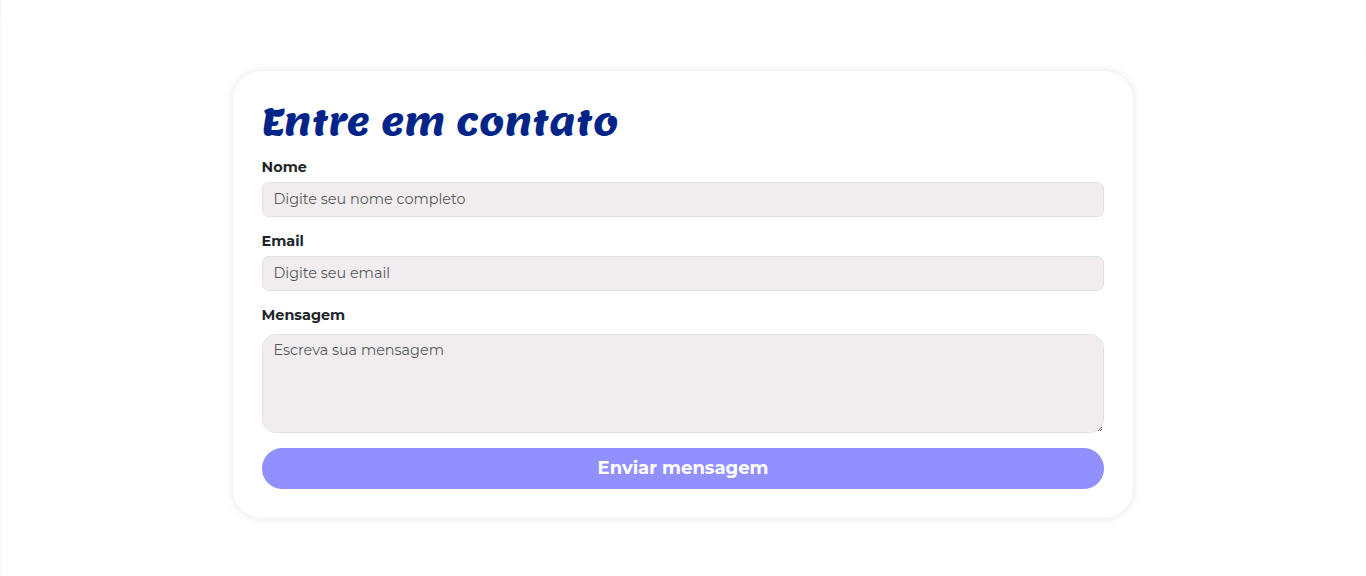 Entre em contato
Nome
Digite seu nome completo
Email
Digite seu email
Mensagem
Escreva sua mensagem
Enviar mensagem